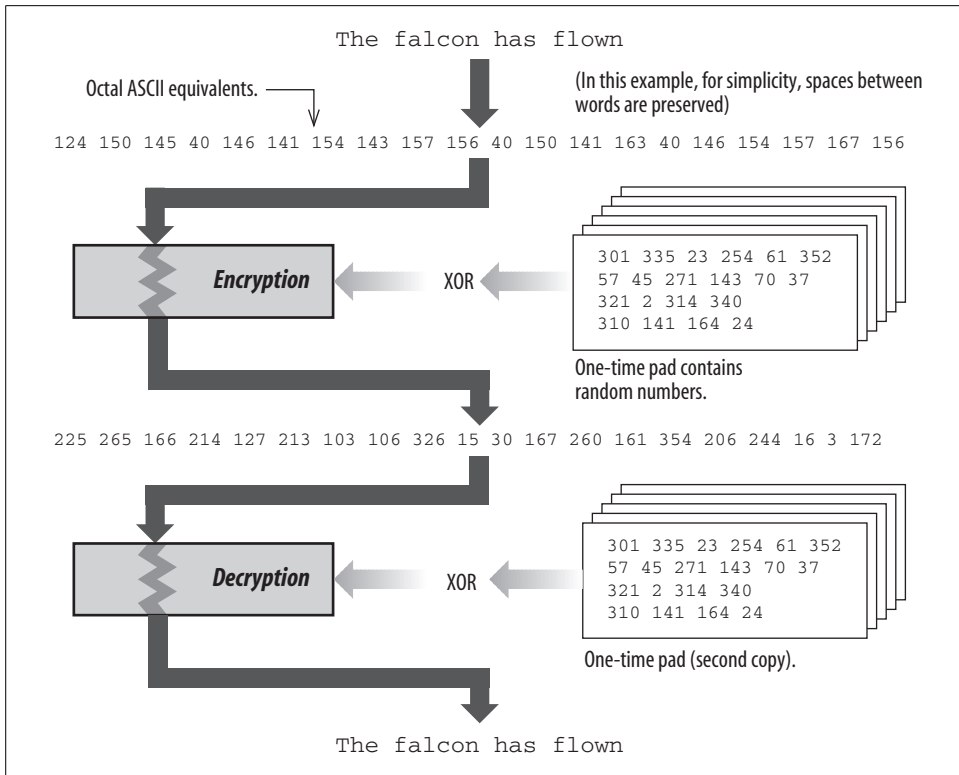 The falcon has flown
Octal ASCII equivalents.
(In this example, for simplicity, spaces between
words are preserved)
124 150 145 40 146 141 154 143 157 156 40 150 141 163 40 146 154 157 167 156
Encryption
XOR
301 335 23 254 61 352
57 45 271 143 70 37
321 2 314 340
310 141 164 24
One-time pad contains
random numbers.
225 265 166 214 127 213 103 106 326 15 30 167 260 161 354 206 244 16 3 172
Decryption
XOR
301 335 23 254 61 352
57 45 271 143 70 37
321 2 314 340
310 141 164 24
One-time pad (second copy).
The falcon has flown